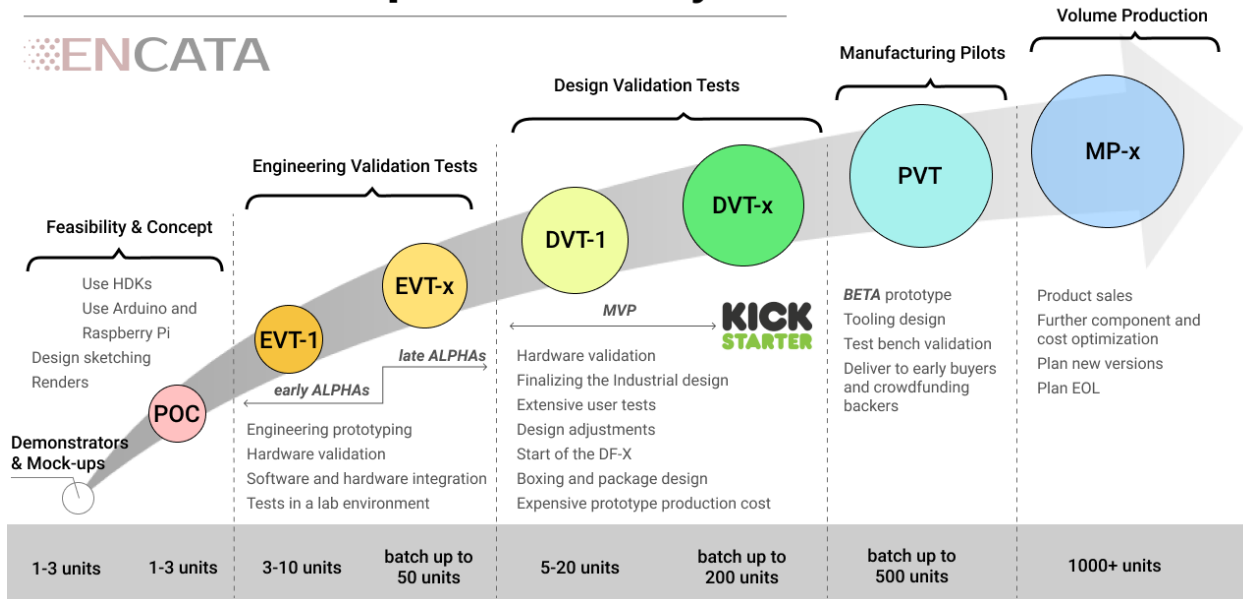 ENCATA
Volume Production
Manufacturing Pilots
Design Validation Tests
Engineering Validation Tests
Feasibility & Concept
Use HDKs
Use Arduino and
Raspberry Pi
Design sketching
Renders
Demonstrators
& Mock-ups
POC
EVT-1
EVT-x
DVT-1
DVT-x
PVT
MP-x
early ALPHAs
late ALPHAs
Engineering prototyping
Hardware validation
Software and hardware integration
Tests in a lab environment
MVP
KICK
STARTER
Hardware validation
Finalizing the Industrial design
Extensive user tests
Design adjustments
Start of the DF-X
Boxing and package design
Expensive prototype production cost
BETA prototype
Tooling design
Test bench validation
Deliver to early buyers
and crowdfunding
backers
Product sales
Further component and
cost optimization
Plan new versions
Plan EOL
1-3 units
1-3 units
3-10 units
batch up to
50 units
5-20 units
batch up to
200 units
batch up to
500 units
1000+ units